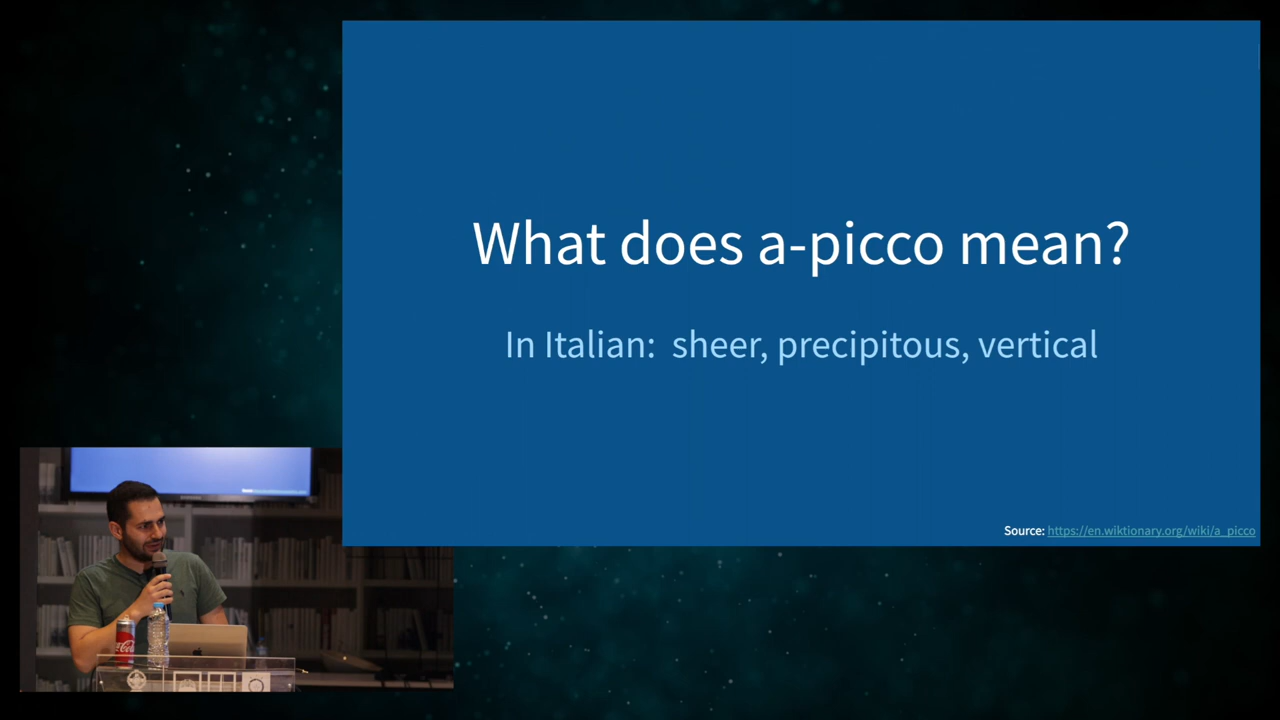 What does a-picco mean?
In Italian: sheer, precipitous, vertical
Source: https://en.wiktionary.org/wiki/a_picco